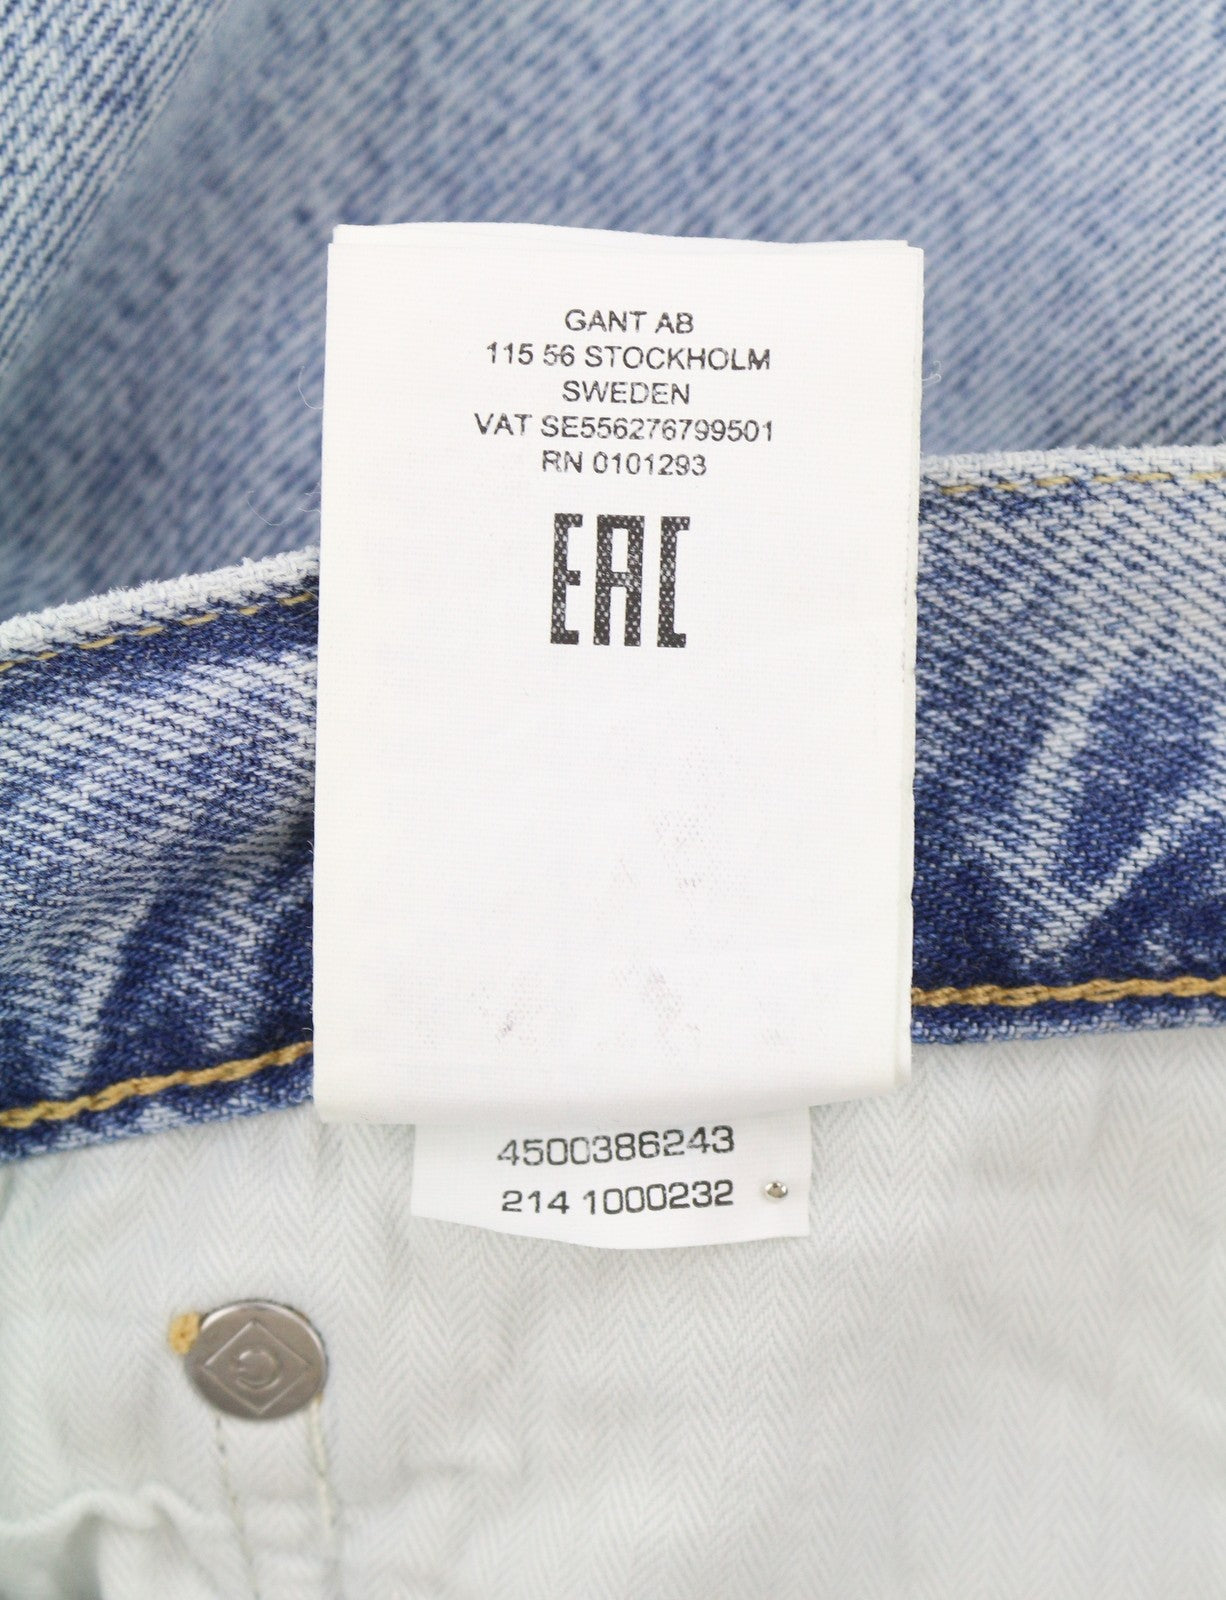 GANT AB
115 56 STOCKHOLM
SWEDEN
VAT SE556276799501
RN 0101293
EAC
4500386243
214 1000232